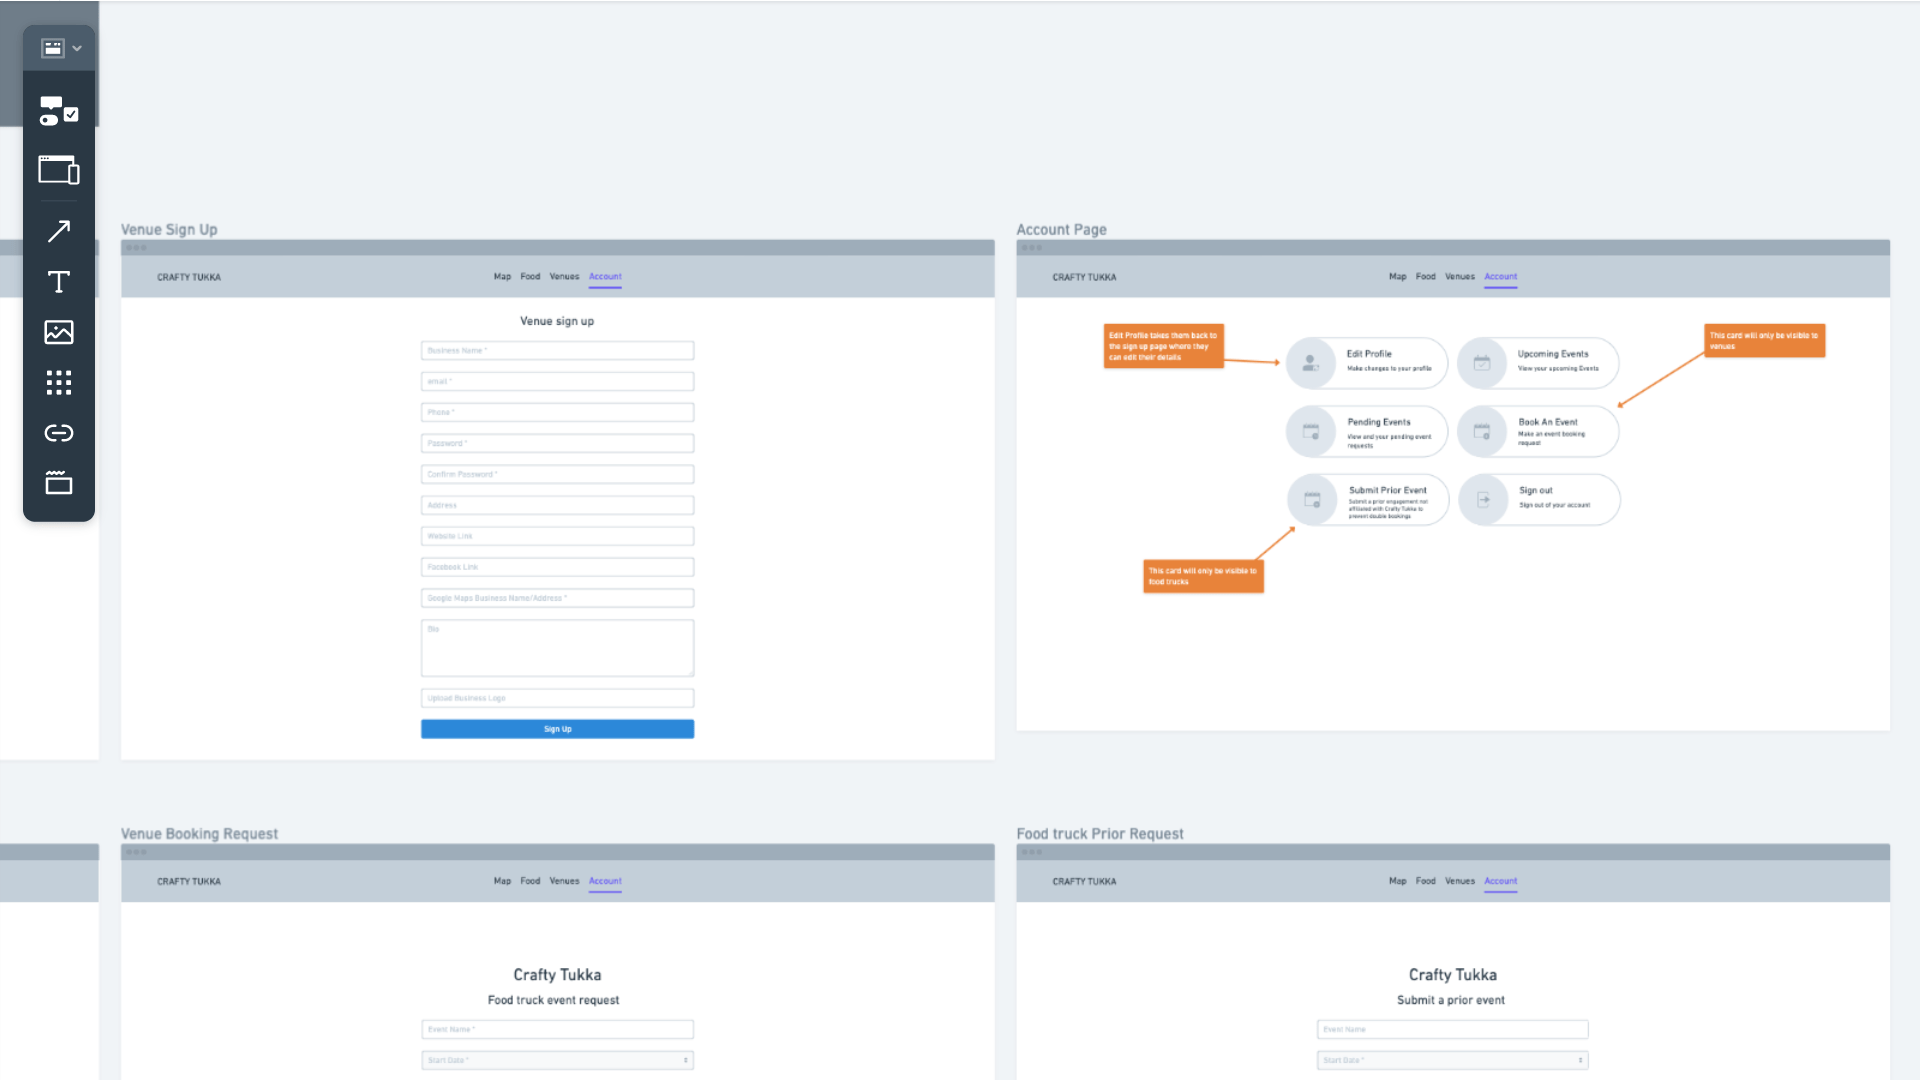 Venue Sign Up
CRAFTY TUKKA
Map Food Venues Account
Venue sign up
Business Name *
email *
Phone *
Password *
Confirm Password *
Address
Website Link
Facebook Link
Google Maps Business Name/Address *
Bio
Upload Business Logo
Sign Up
Account Page
CRAFTY TUKKA
Map Food Venues Account
Edit Profile takes them back to
the sign up page where they
can edit their details
This card will only be visible to
venues
Edit Profile
Make changes to your profile
Upcoming Events
View your upcoming Events
Pending Events
View and your pending event
requests
Book An Event
Make an event booking
request
Submit Prior Event
Submit a prior engagement not
affiliated with Crafty Tukka to
prevent double bookings
Sign out
Sign out of your account
This card will only be visible to
food trucks
Venue Booking Request
CRAFTY TUKKA
Map Food Venues Account
Crafty Tukka
Food truck event request
Event Name *
Start Date *
Food truck Prior Request
CRAFTY TUKKA
Map Food Venues Account
Crafty Tukka
Submit a prior event
Event Name
Start Date *